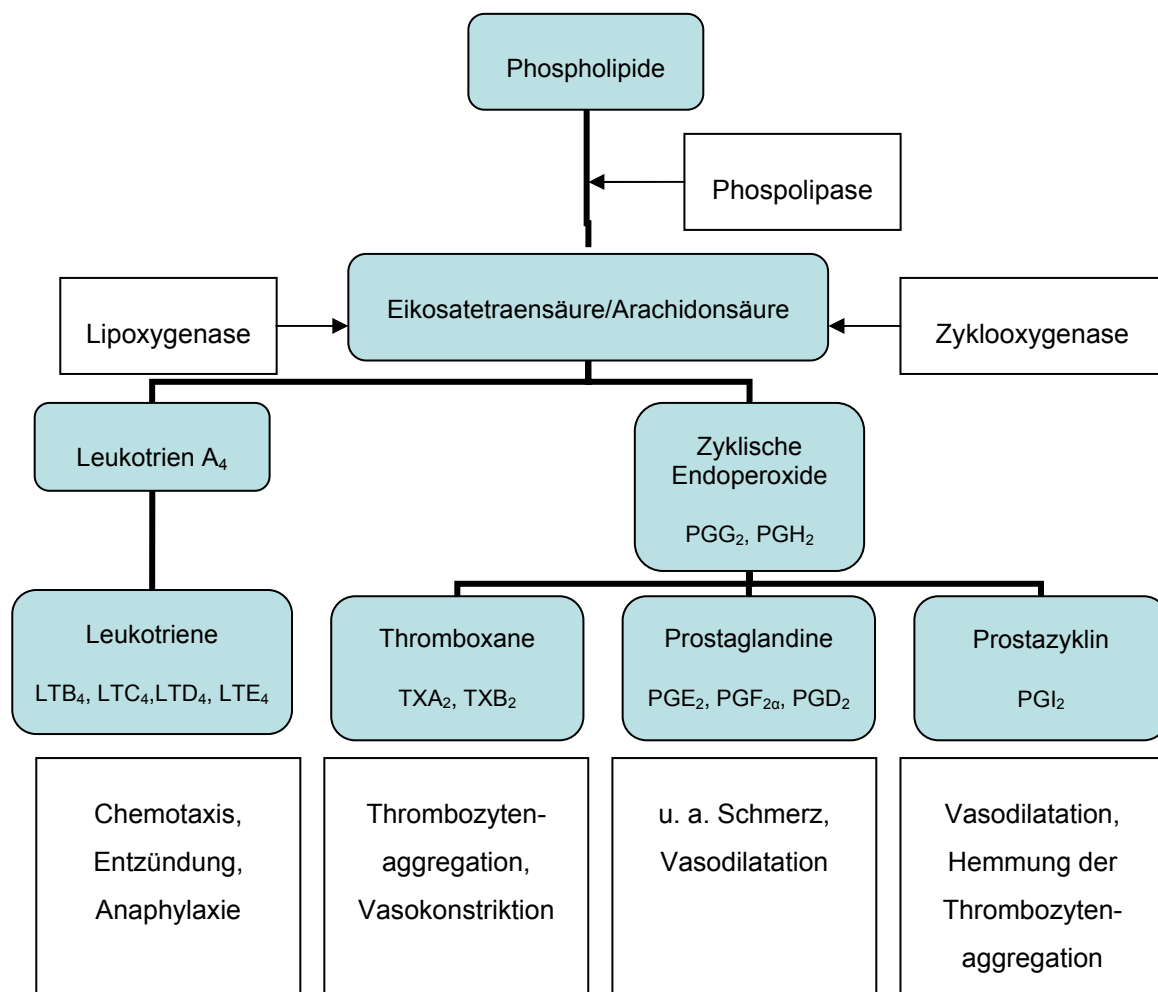 Phospholipide
Phospolipase
Eikosatetraensäure/Arachidonsäure
Lipoxygenase
Zyklooxygenase
Leukotrien A₄
Zyklische
Endoperoxide
PGG₂, PGH₂
Leukotriene
LTB₄, LTC₄,LTD₄, LTE₄
Thromboxane
TXA₂, TXB₂
Prostaglandine
PGE₂, PGF₂α, PGD₂
Prostazyklin
PGI₂
Chemotaxis,
Entzündung,
Anaphylaxie
Thrombozyten-
aggregation,
Vasokonstriktion
u. a. Schmerz,
Vasodilatation
Vasodilatation,
Hemmung der
Thrombozyten-
aggregation